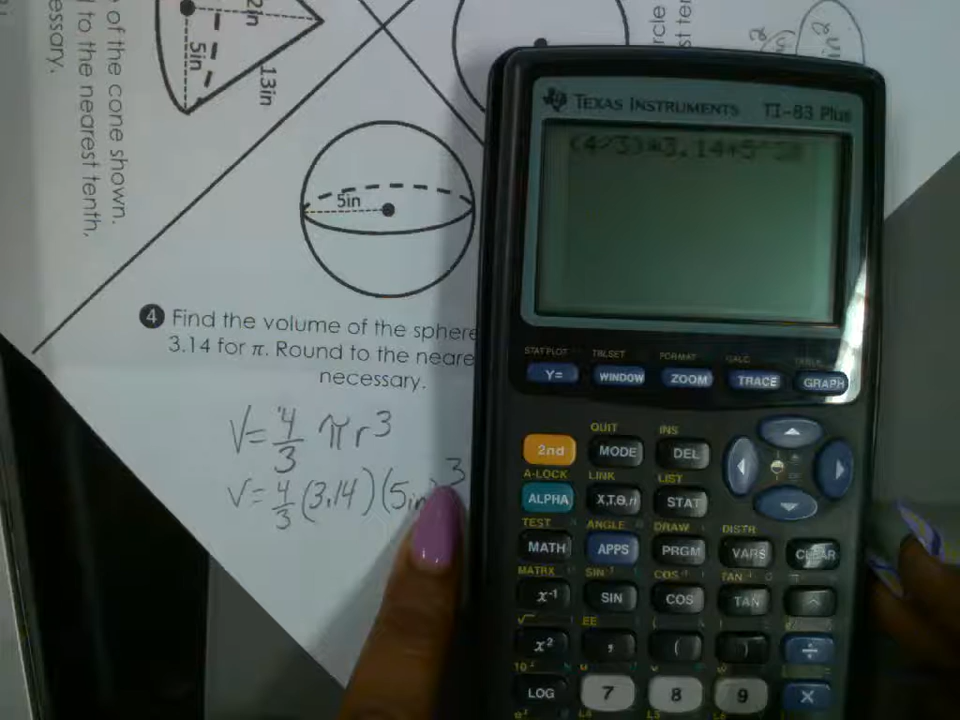 of the cone shown.
to the nearest tenth,
essary.
2in
5in
13in
rcle
st ten
5in
4 Find the volume of the sphere
3.14 for π. Round to the neare
necessary.
V= 4/3 πr³
V= 4/3 (3.14) (5in)³
TEXAS INSTRUMENTS TI-83 Plus
(4/3)*3.14*5^3
STAT PLOT TBLSET FORMAT CALC TABLE
Y= WINDOW ZOOM TRACE GRAPH
QUIT INS
2nd MODE DEL
A-LOCK LINK LIST
ALPHA X,T,θ,n STAT
TEST ANGLE DRAW DISTR
MATH APPS PRGM VARS CLEAR
MATRX SIN⁻¹ COS⁻¹ TAN⁻¹ π
x⁻¹ SIN COS TAN ^
√ EE
x² , ( ) ÷
10ˣ
LOG 7 8 9 ×